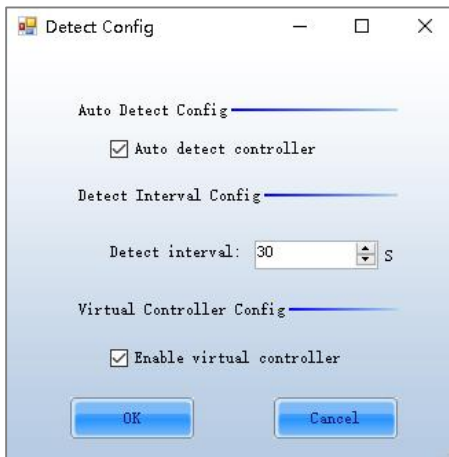 Detect Config
Auto Detect Config
Auto detect controller
Detect Interval Config
Detect interval: 30 S
Virtual Controller Config
Enable virtual controller
OK Cancel